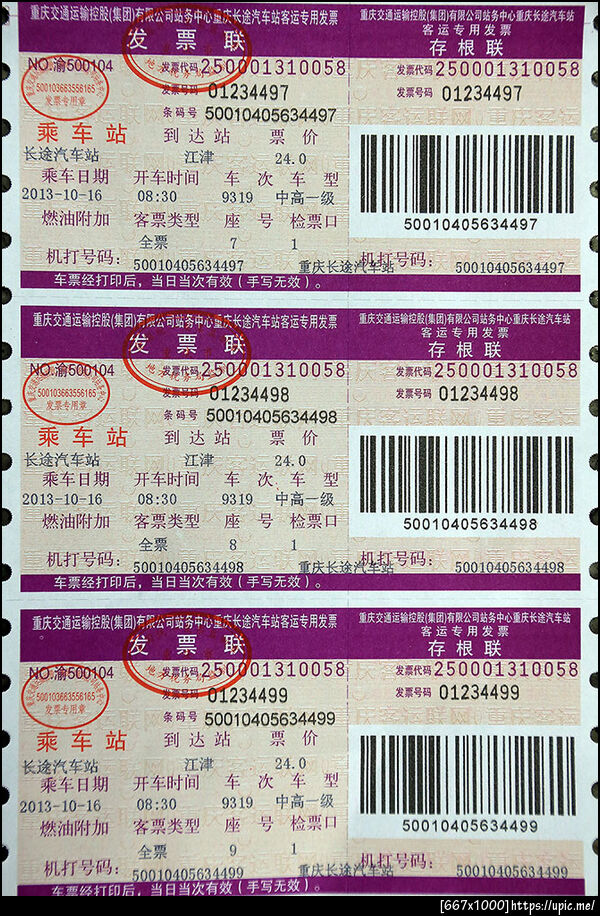 重庆交通运输控股(集团)有限公司站务中心重庆长途汽车站客运专用发票
发票联
NO.渝500104
发票代码 250001310058
发票号码 01234497
500103663556165
发票专用章
条码号 50010405634497
乘车站 到达站 票价
长途汽车站 江津 24.0
乘车日期 开车时间 车次 车型
2013-10-16 08:30 9319 中高一级
燃油附加 客票类型 座号 检票口
全票 7 1
机打号码: 50010405634497 重庆长途汽车站
车票经打印后，当日当次有效(手写无效)。
重庆交通运输控股(集团)有限公司站务中心重庆长途汽车站
客运专用发票
存根联
发票代码 250001310058
发票号码 01234497
50010405634497
机打号码: 50010405634497
重庆交通运输控股(集团)有限公司站务中心重庆长途汽车站客运专用发票
发票联
NO.渝500104
发票代码 250001310058
发票号码 01234498
500103663556165
发票专用章
条码号 50010405634498
乘车站 到达站 票价
长途汽车站 江津 24.0
乘车日期 开车时间 车次 车型
2013-10-16 08:30 9319 中高一级
燃油附加 客票类型 座号 检票口
全票 8 1
机打号码: 50010405634498 重庆长途汽车站
车票经打印后，当日当次有效(手写无效)。
重庆交通运输控股(集团)有限公司站务中心重庆长途汽车站
客运专用发票
存根联
发票代码 250001310058
发票号码 01234498
50010405634498
机打号码: 50010405634498
重庆交通运输控股(集团)有限公司站务中心重庆长途汽车站客运专用发票
发票联
NO.渝500104
发票代码 250001310058
发票号码 01234499
500103663556165
发票专用章
条码号 50010405634499
乘车站 到达站 票价
长途汽车站 江津 24.0
乘车日期 开车时间 车次 车型
2013-10-16 08:30 9319 中高一级
燃油附加 客票类型 座号 检票口
全票 9 1
机打号码: 50010405634499 重庆长途汽车站
车票经打印后，当日当次有效(手写无效)。
重庆交通运输控股(集团)有限公司站务中心重庆长途汽车站
客运专用发票
存根联
发票代码 250001310058
发票号码 01234499
50010405634499
机打号码: 50010405634499
[667x1000]https://upic.me/